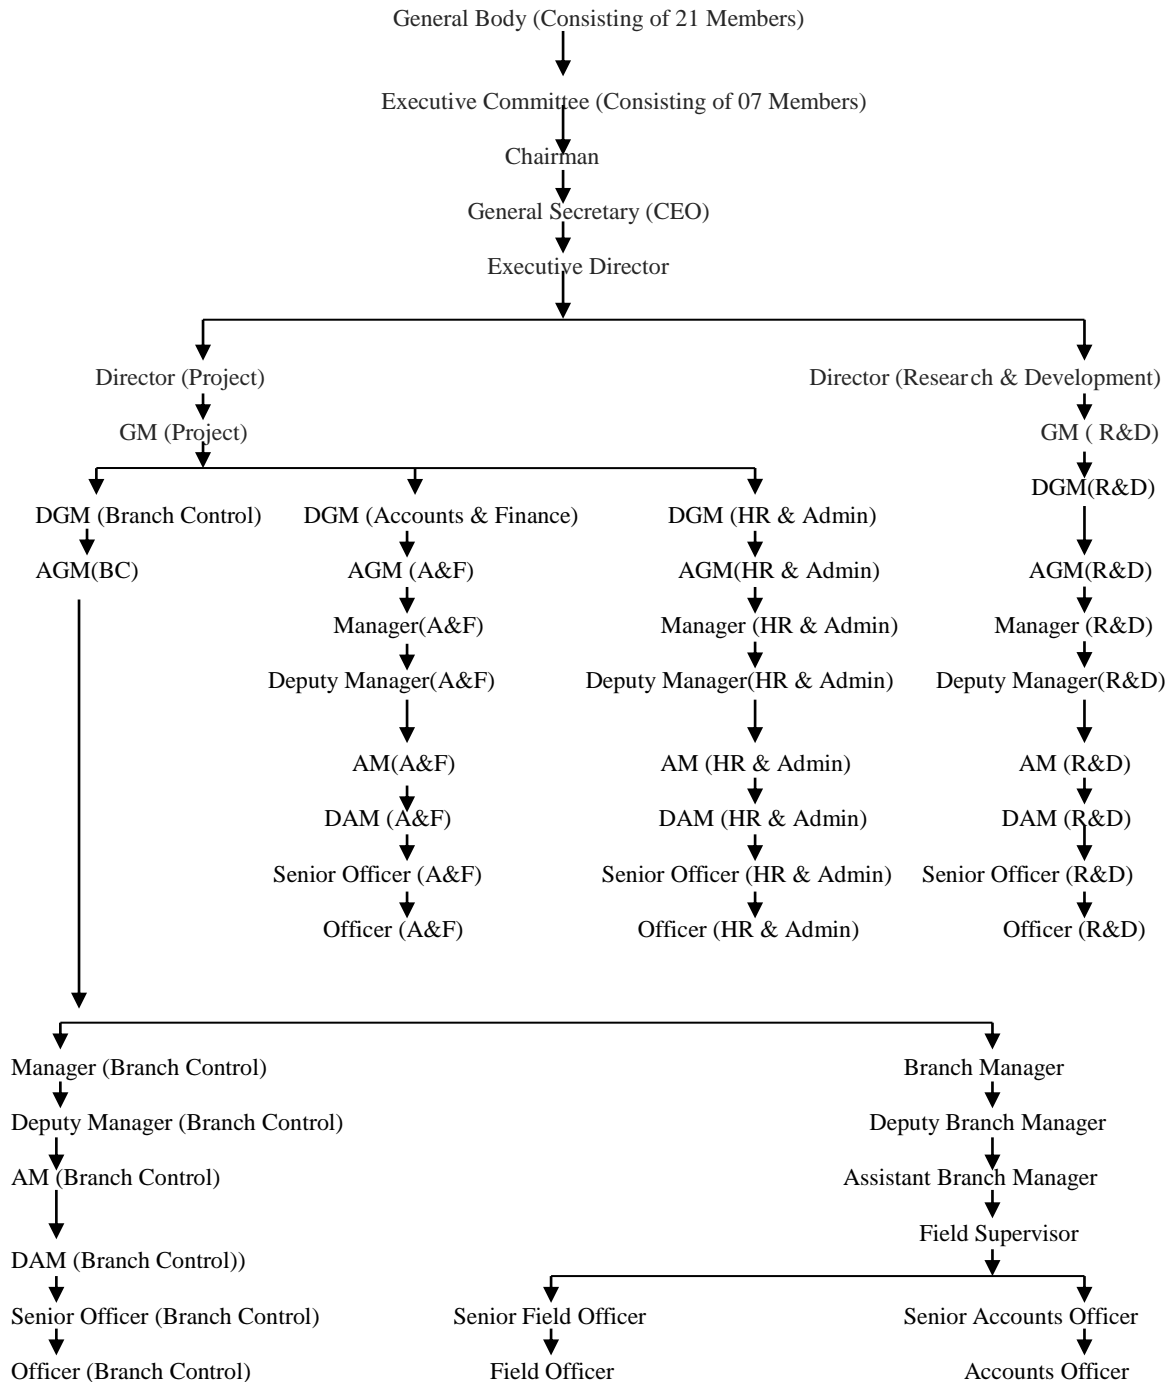 General Body (Consisting of 21 Members)
Executive Committee (Consisting of 07 Members)
Chairman
General Secretary (CEO)
Executive Director
Director (Project)
Director (Research & Development)
GM (Project)
GM ( R&D)
DGM(R&D)
DGM (Branch Control)
DGM (Accounts & Finance)
DGM (HR & Admin)
AGM(BC)
AGM (A&F)
AGM(HR & Admin)
AGM(R&D)
Manager(A&F)
Manager (HR & Admin)
Manager (R&D)
Deputy Manager(A&F)
Deputy Manager(HR & Admin)
Deputy Manager(R&D)
AM(A&F)
AM (HR & Admin)
AM (R&D)
DAM (A&F)
DAM (HR & Admin)
DAM (R&D)
Senior Officer (A&F)
Senior Officer (HR & Admin)
Senior Officer (R&D)
Officer (A&F)
Officer (HR & Admin)
Officer (R&D)
Manager (Branch Control)
Branch Manager
Deputy Manager (Branch Control)
Deputy Branch Manager
AM (Branch Control)
Assistant Branch Manager
Field Supervisor
DAM (Branch Control))
Senior Officer (Branch Control)
Senior Field Officer
Senior Accounts Officer
Officer (Branch Control)
Field Officer
Accounts Officer